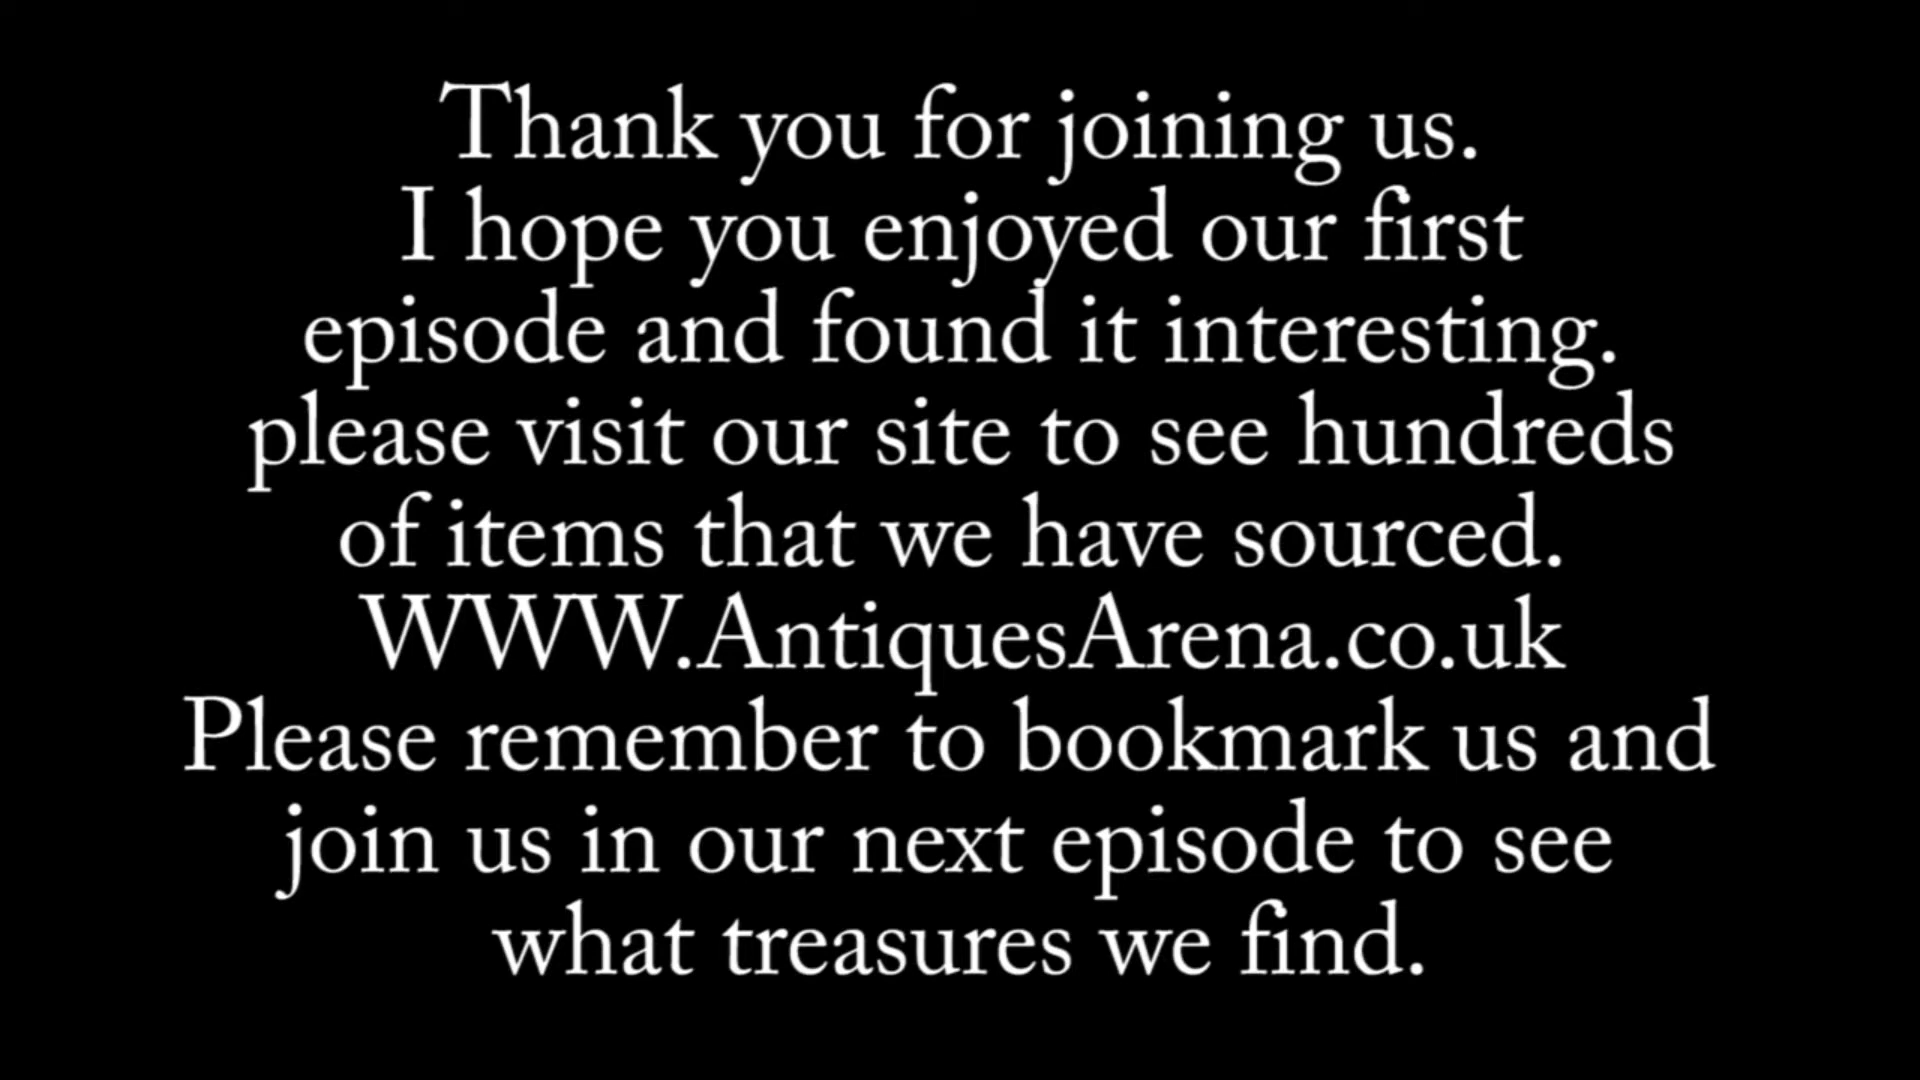 Thank you for joining us.
I hope you enjoyed our first
episode and found it interesting.
please visit our site to see hundreds
of items that we have sourced.
WWW.AntiquesArena.co.uk
Please remember to bookmark us and
join us in our next episode to see
what treasures we find.